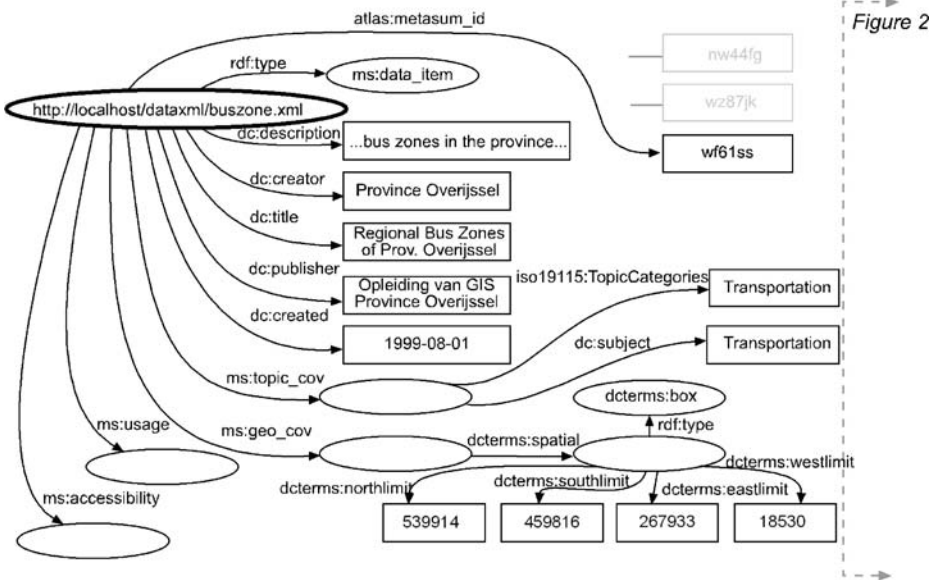 atlas:metasum_id
Figure 2
rdf:type
ms:data_item
nw44fg
http://localhost/dataxml/buszone.xml
wz87jk
dc:description
...bus zones in the province...
wf61ss
dc:creator
Province Overijssel
dc:title
Regional Bus Zones
of Prov. Overijssel
dc:publisher
Opleiding van GIS
Province Overijssel
iso19115:TopicCategories
Transportation
dc:created
1999-08-01
dc:subject
Transportation
ms:topic_cov
dcterms:box
ms:usage
ms:geo_cov
dcterms:spatial
rdf:type
dcterms:westlimit
dcterms:northlimit
dcterms:southlimit
dcterms:eastlimit
ms:accessibility
539914
459816
267933
18530